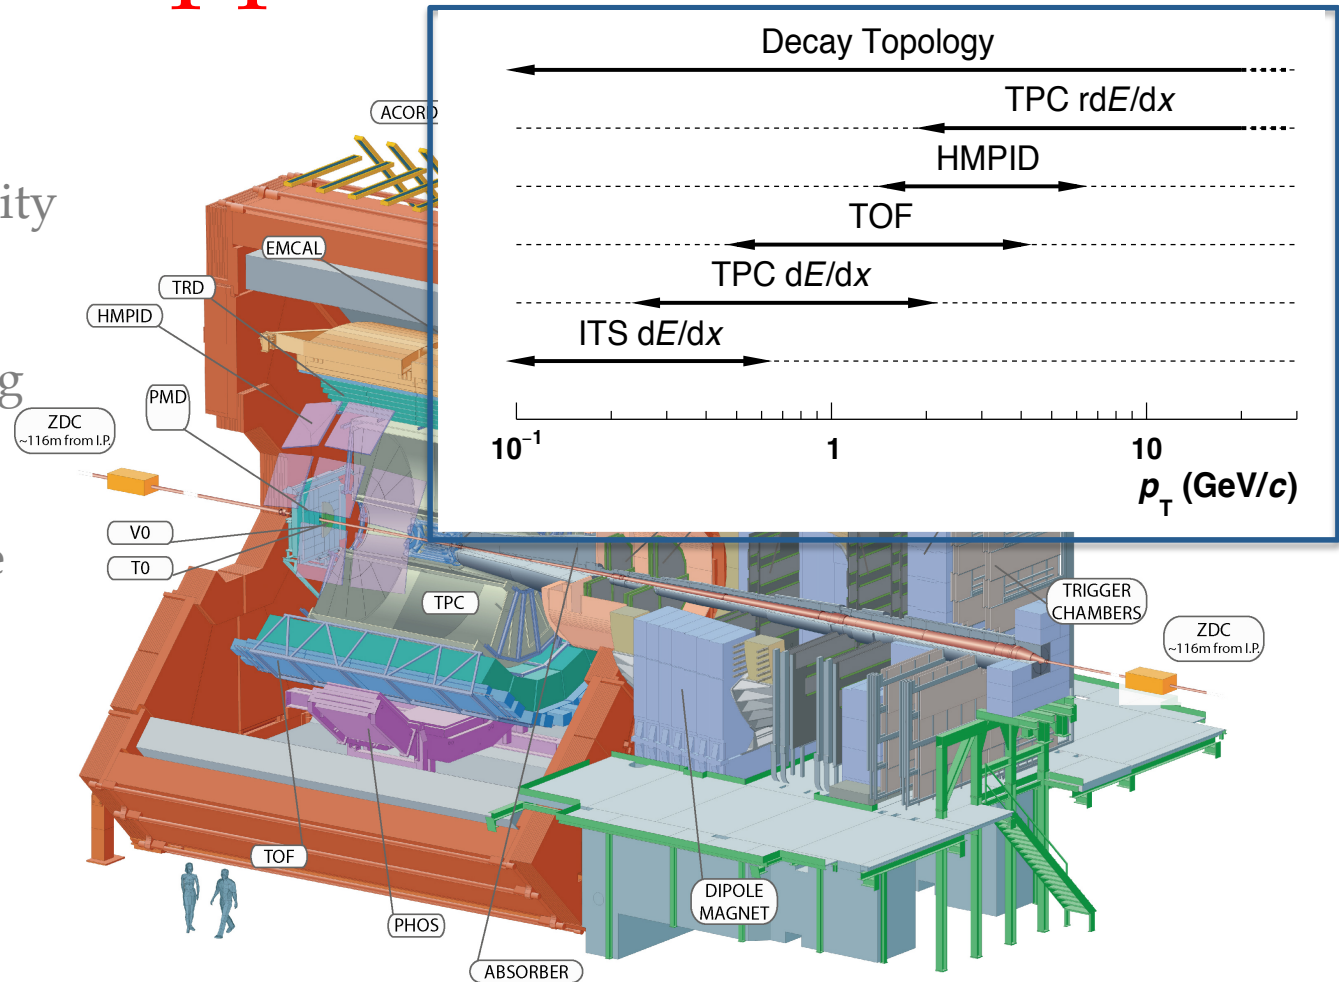 Decay Topology
TPC rdE/dx
HMPID
TOF
TPC dE/dx
ITS dE/dx
10⁻¹ 1 10
p_T (GeV/c)
ACORD
ity
EMCAL
TRD
HMPID
ng
PMD
ZDC
~116m from I.P.
V0
T0
e
TPC
TRIGGER
CHAMBERS
ZDC
~116m from I.P.
TOF
DIPOLE
MAGNET
PHOS
ABSORBER